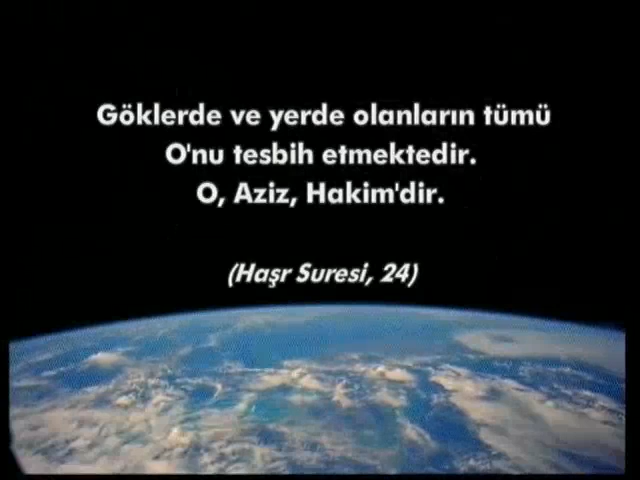 Göklerde ve yerde olanların tümü
O'nu tesbih etmektedir.
O, Aziz, Hakim'dir.
(Haşr Suresi, 24)